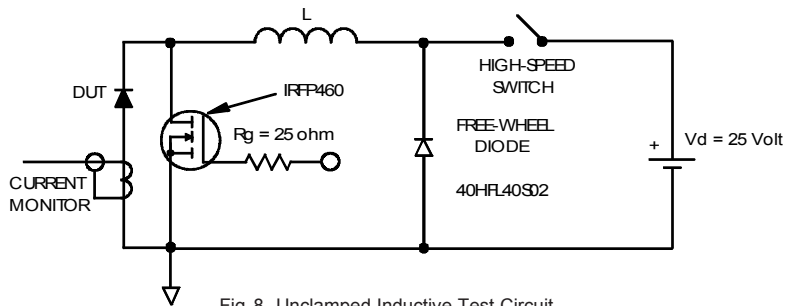 L
HIGH-SPEED
SWITCH
DUT
IRFP460
Rg = 25 ohm
FREE-WHEEL
DIODE
+
Vd = 25 Volt
CURRENT
MONITOR
40HFL40S02
Fig. 8 Unclamped Inductive Test Circuit